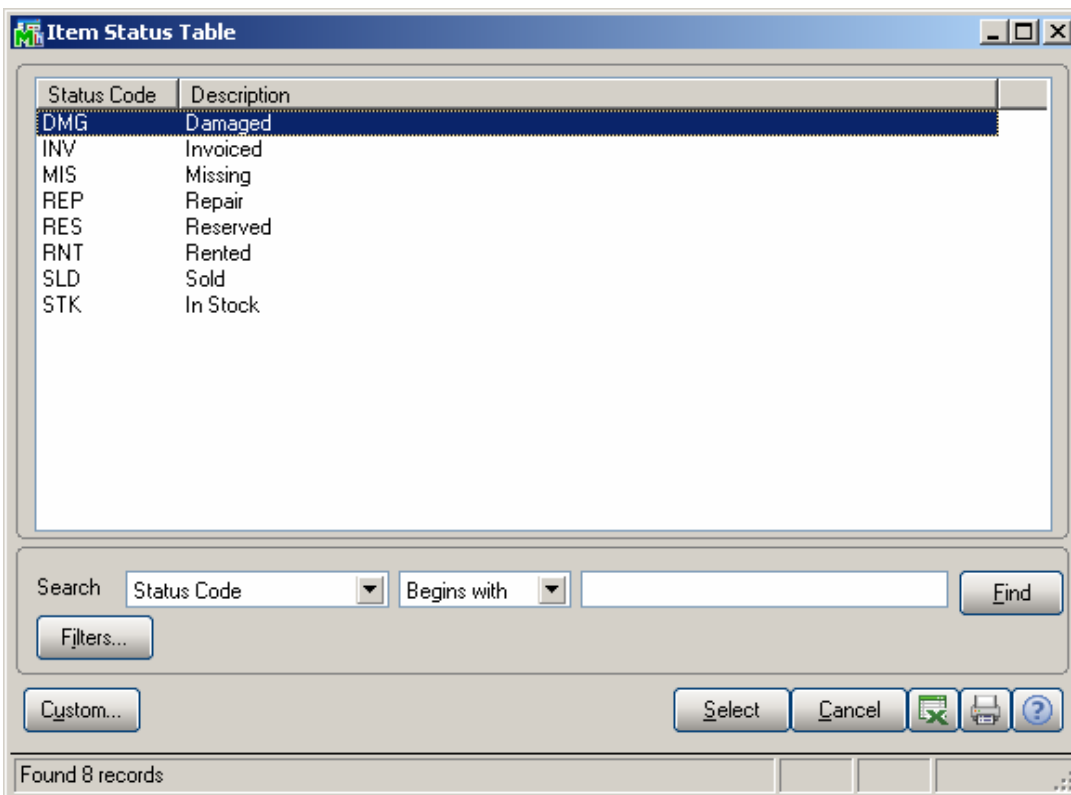 Item Status Table
Status Code Description
DMG Damaged
INV Invoiced
MIS Missing
REP Repair
RES Reserved
RNT Rented
SLD Sold
STK In Stock
Search Status Code Begins with Find
Filters...
Custom... Select Cancel ?
Found 8 records